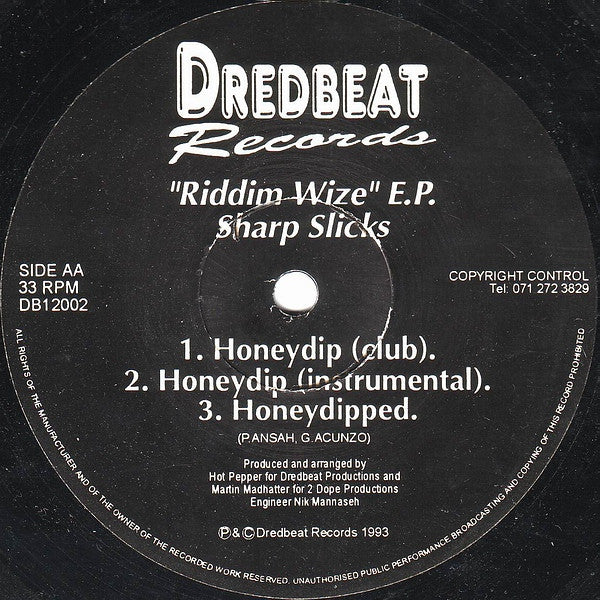 DREDBEAT
Records
"Riddim Wize" E.P.
Sharp Slicks
SIDE AA
33 RPM
DB12002
COPYRIGHT CONTROL
Tel: 071 272 3829
1. Honeydip (club).
2. Honeydip (instrumental).
3. Honeydipped.
(P.ANSAH, G.ACUNZO)
Produced and arranged by
Hot Pepper for Dredbeat Productions and
Martin Madhatter for 2 Dope Productions
Engineer Nik Mannaseh
℗ & © Dredbeat Records 1993
ALL RIGHTS OF THE MANUFACTURER AND OF THE OWNER OF THE RECORDED WORK RESERVED. UNAUTHORISED PUBLIC PERFORMANCE BROADCASTING AND COPYING OF THIS RECORD PROHIBITED